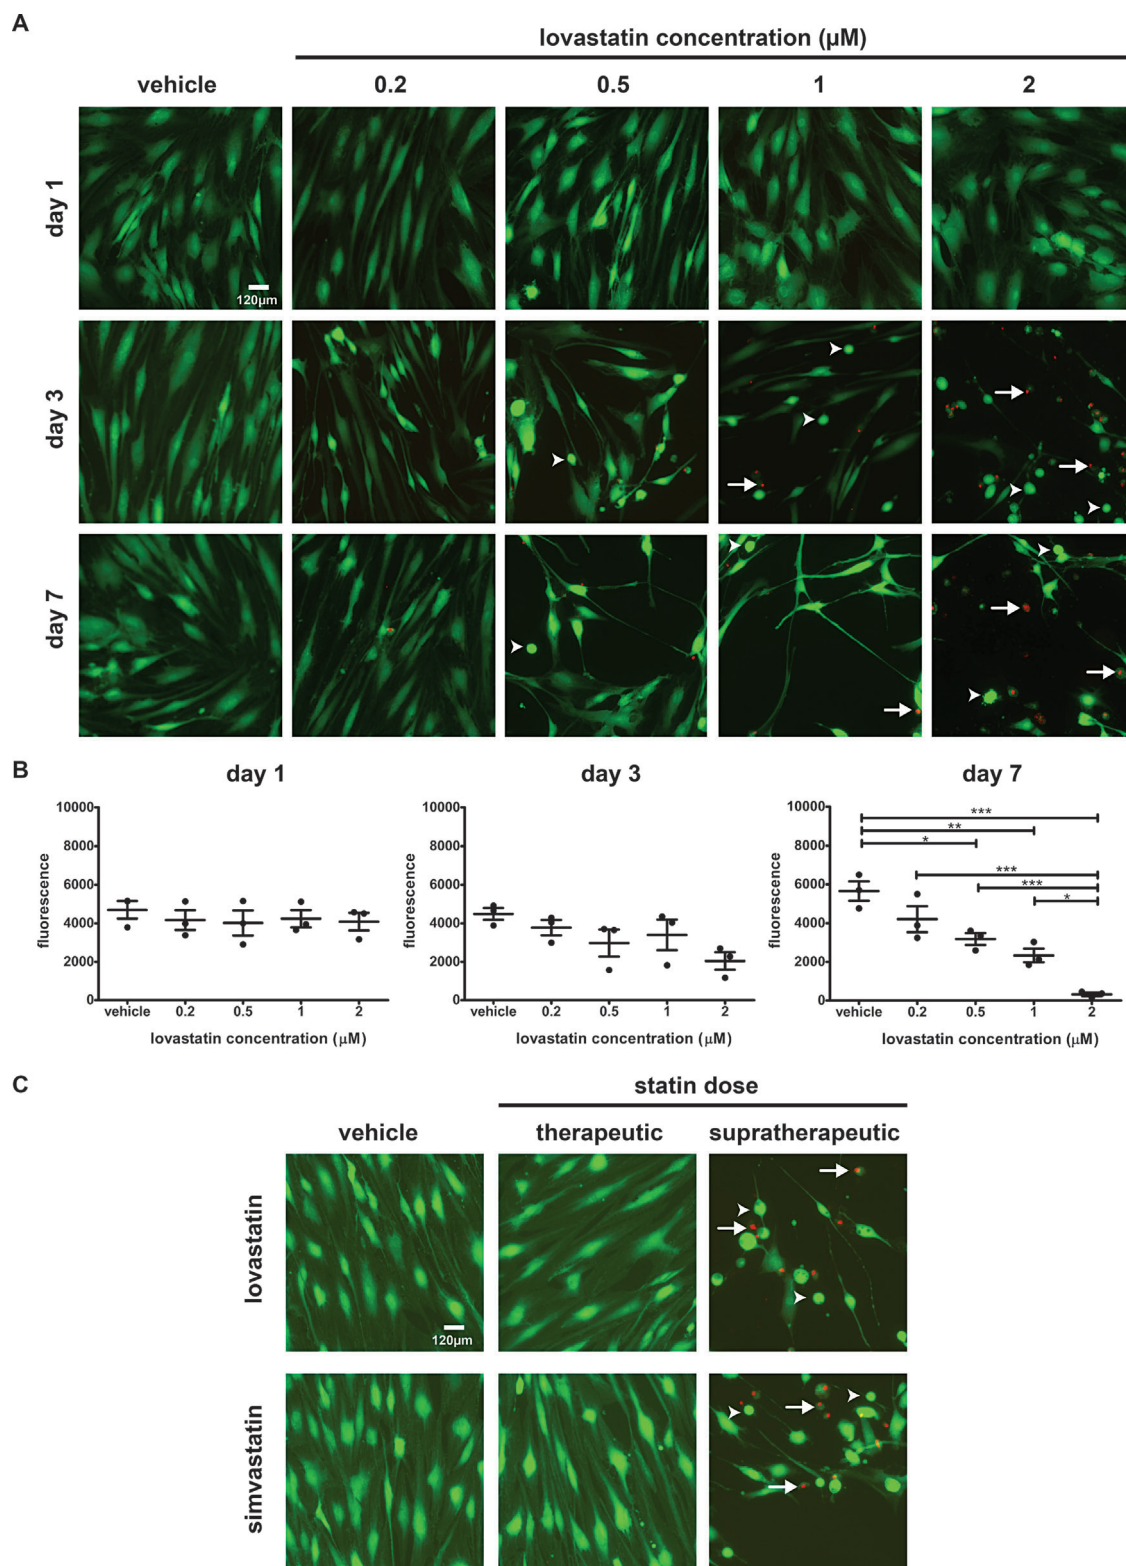 A
lovastatin concentration (µM)
vehicle 0.2 0.5 1 2
day 1
120µm
day 3
day 7
B
day 1 day 3 day 7
10000 10000 10000
***
8000 8000 8000
**
*
6000 6000 6000
***
***
*
4000 4000 4000
2000 2000 2000
0 0 0
fluorescence fluorescence fluorescence
vehicle 0.2 0.5 1 2 vehicle 0.2 0.5 1 2 vehicle 0.2 0.5 1 2
lovastatin concentration (µM) lovastatin concentration (µM) lovastatin concentration (µM)
C
statin dose
vehicle therapeutic supratherapeutic
lovastatin
120µm
simvastatin